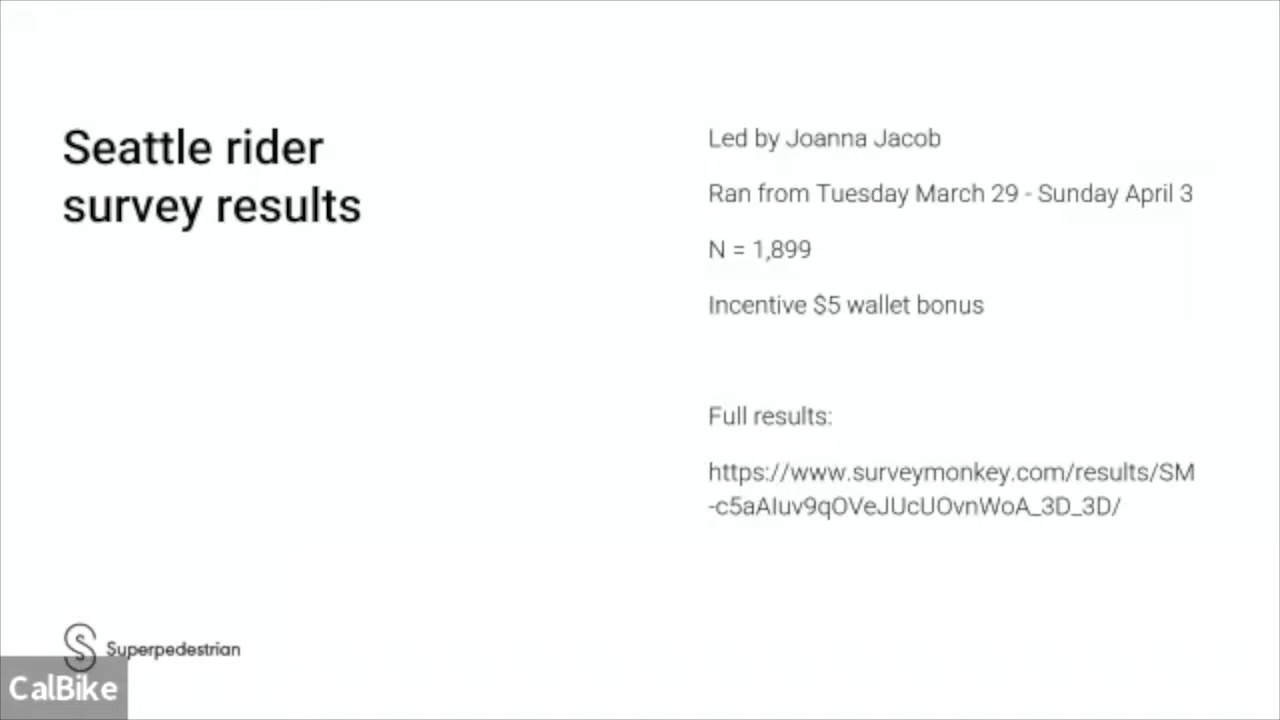 Seattle rider
survey results
Led by Joanna Jacob
Ran from Tuesday March 29 - Sunday April 3
N = 1,899
Incentive $5 wallet bonus
Full results:
https://www.surveymonkey.com/results/SM
-c5aAIuv9qOVeJUcUOvnWoA_3D_3D/
Superpedestrian
CalBike